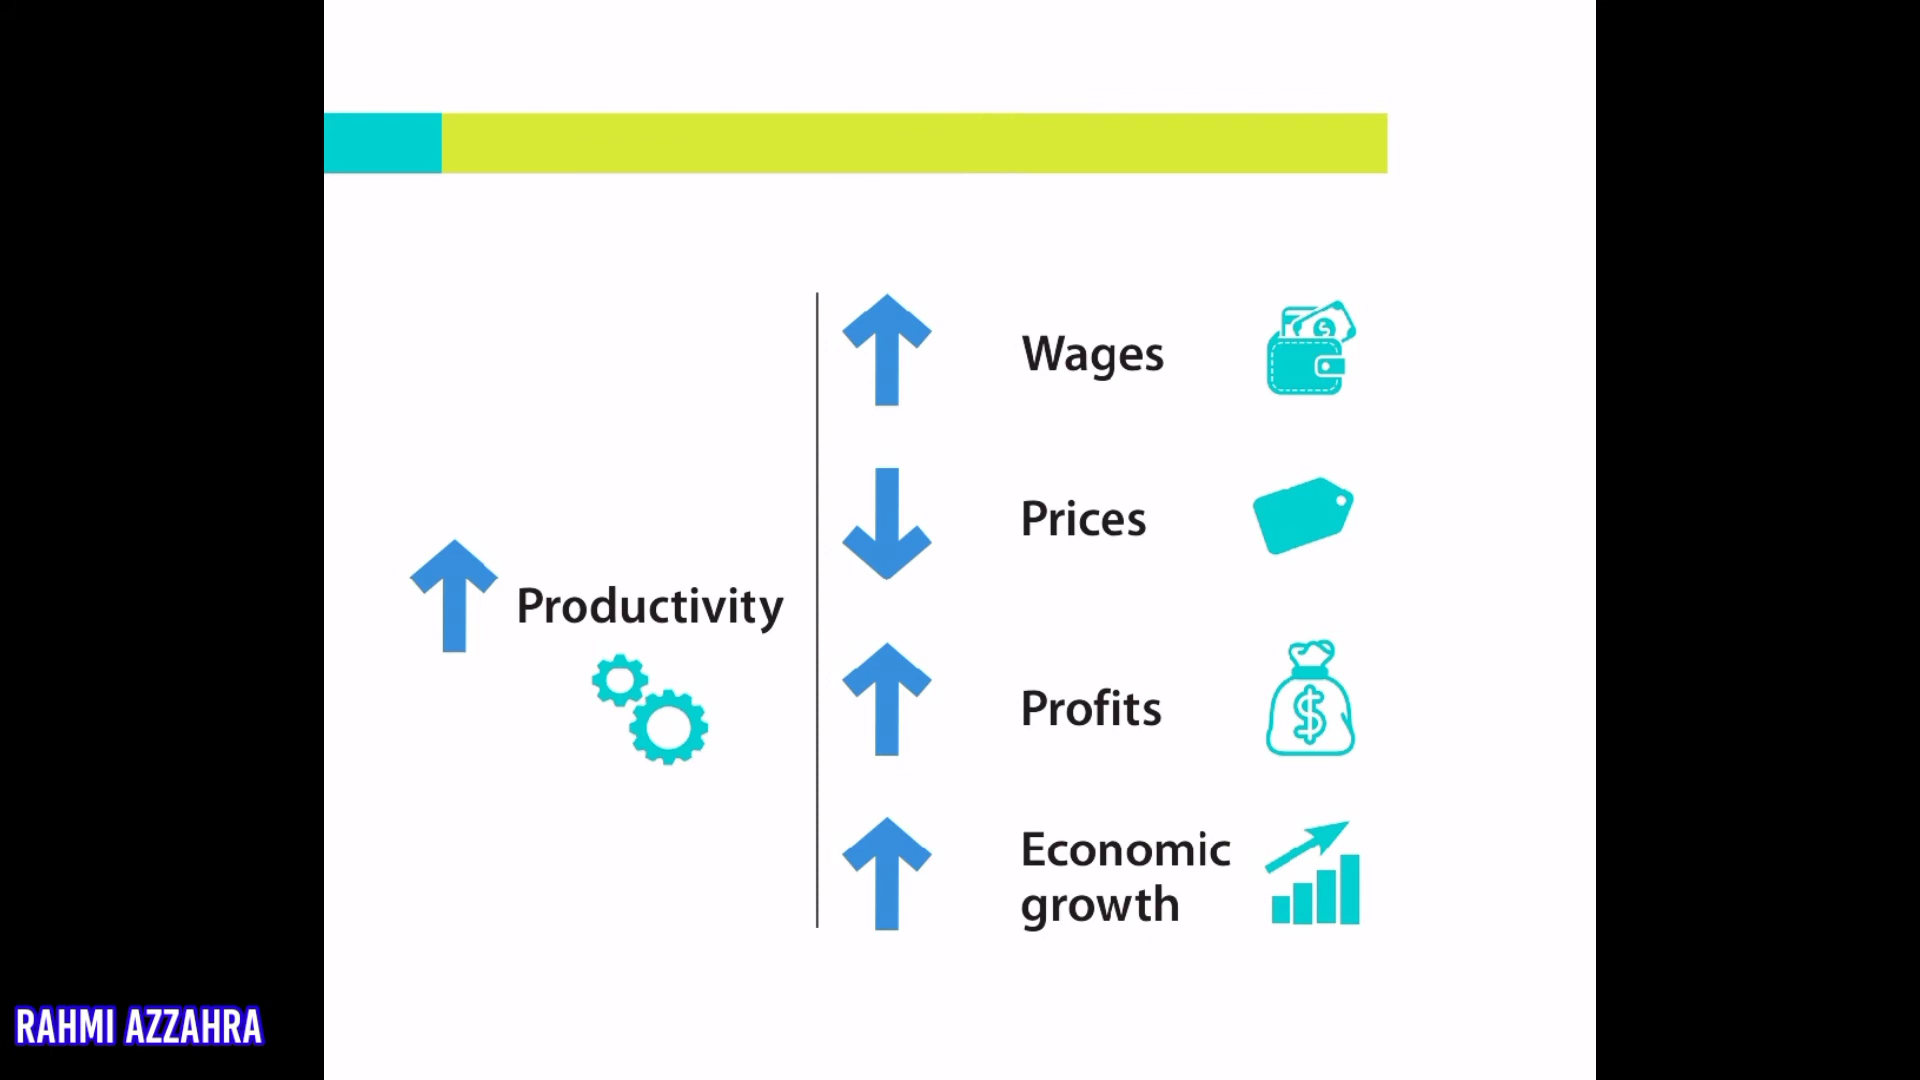 Productivity
Wages
Prices
Profits
Economic
growth
RAHMI AZZAHRA